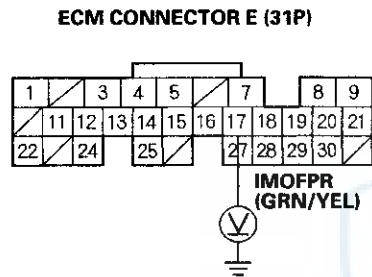 ECM CONNECTOR E (31P)
1 3 4 5 7 8 9
11 12 13 14 15 16 17 18 19 20 21
22 24 25 27 28 29 30
IMOFPR
(GRN/YEL)
V